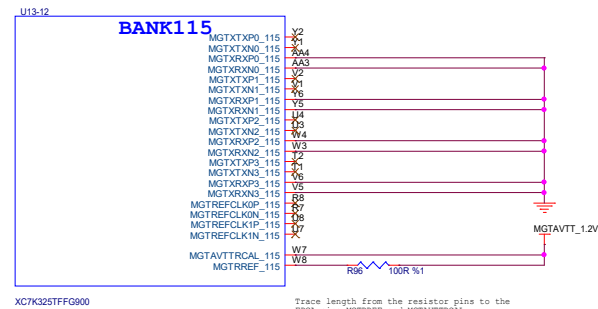 U13-12
BANK115
MGTXTXP0_115 Y2
MGTXTXN0_115 Y1
MGTXRXP0_115 AA4
MGTXRXN0_115 AA3
MGTXTXP1_115 V2
MGTXTXN1_115 V1
MGTXRXP1_115 Y6
MGTXRXN1_115 Y5
MGTXTXP2_115 U4
MGTXTXN2_115 U3
MGTXRXP2_115 W4
MGTXRXN2_115 W3
MGTXTXP3_115 T2
MGTXTXN3_115 T1
MGTXRXP3_115 V6
MGTXRXN3_115 V5
MGTREFCLK0P_115 R8
MGTREFCLK0N_115 R7
MGTREFCLK1P_115 U8
MGTREFCLK1N_115 U7
MGTAVTT_1.2V
MGTAVTTRCAL_115 W7
MGTRREF_115 W8
R96 100R %1
XC7K325TFFG900
Trace length from the resistor pins to the